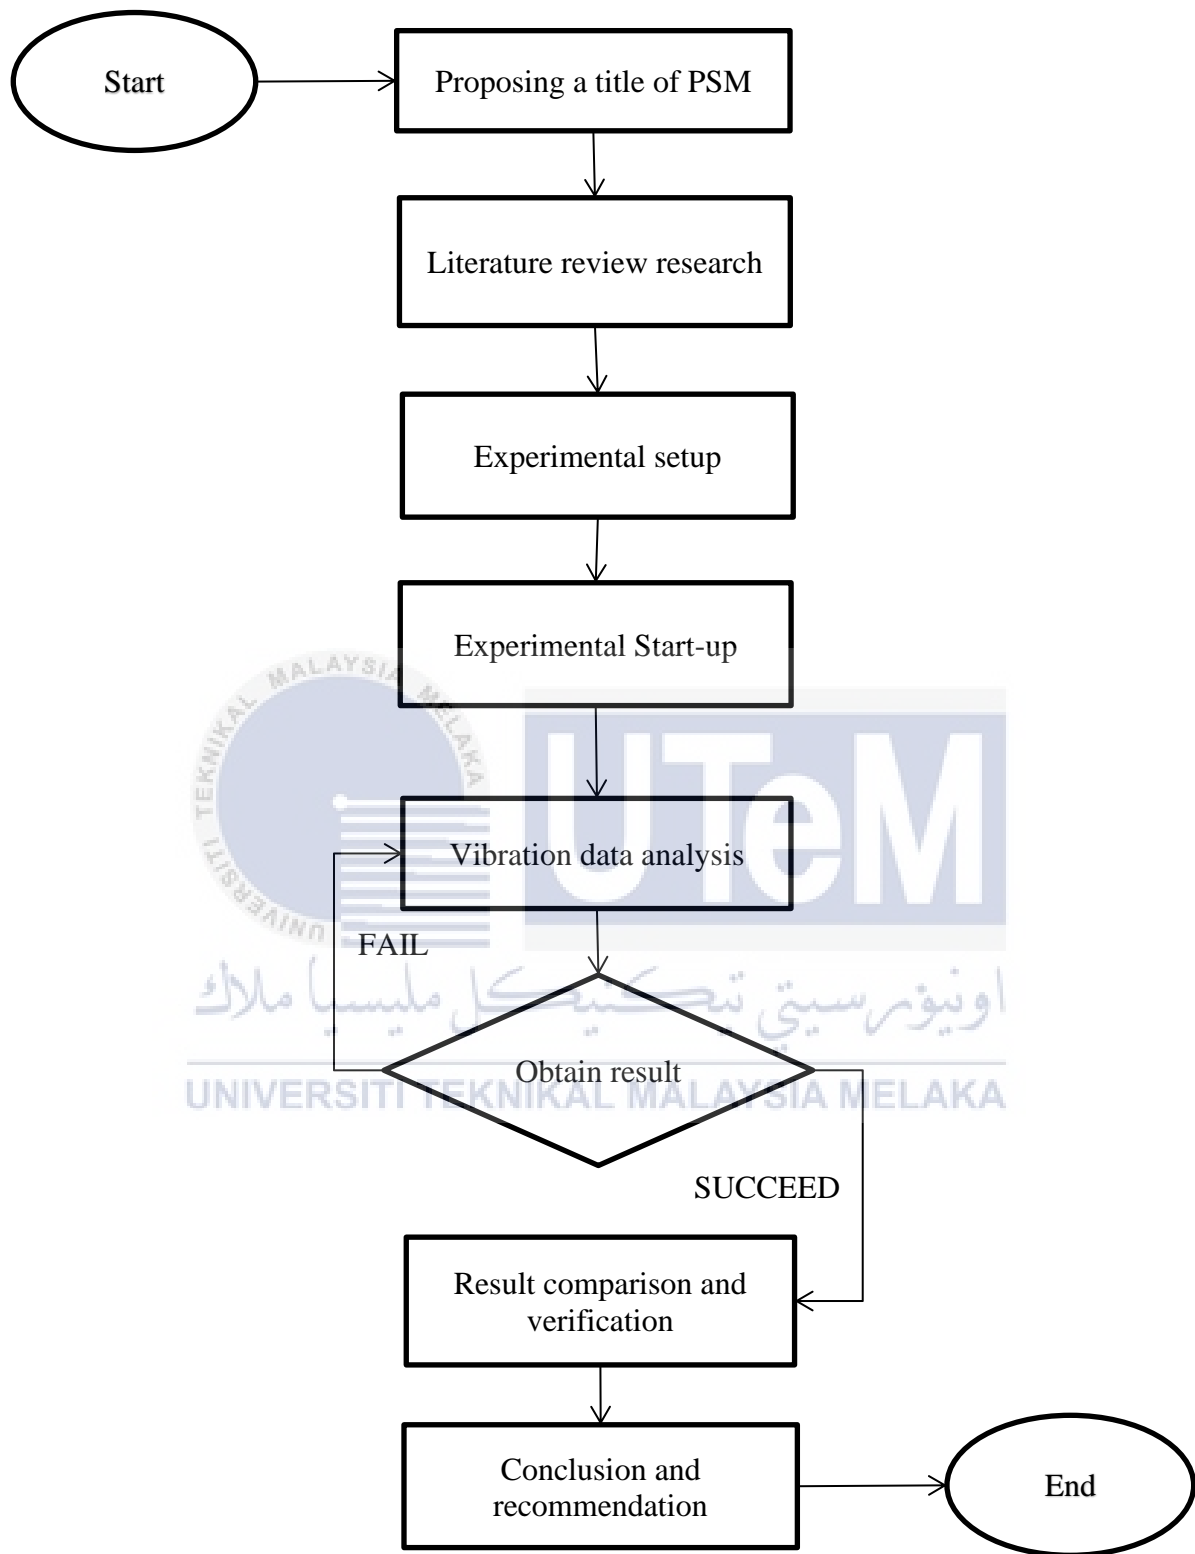 Start
Proposing a title of PSM
Literature review research
Experimental setup
Experimental Start-up
UNIVERSITI TEKNIKAL MALAYSIA MELAKA
UTeM
Vibration data analysis
FAIL
اونيۏرسيتي تيكنيكل مليسيا ملاك
Obtain result
UNIVERSITI TEKNIKAL MALAYSIA MELAKA
SUCCEED
Result comparison and
verification
Conclusion and
recommendation
End